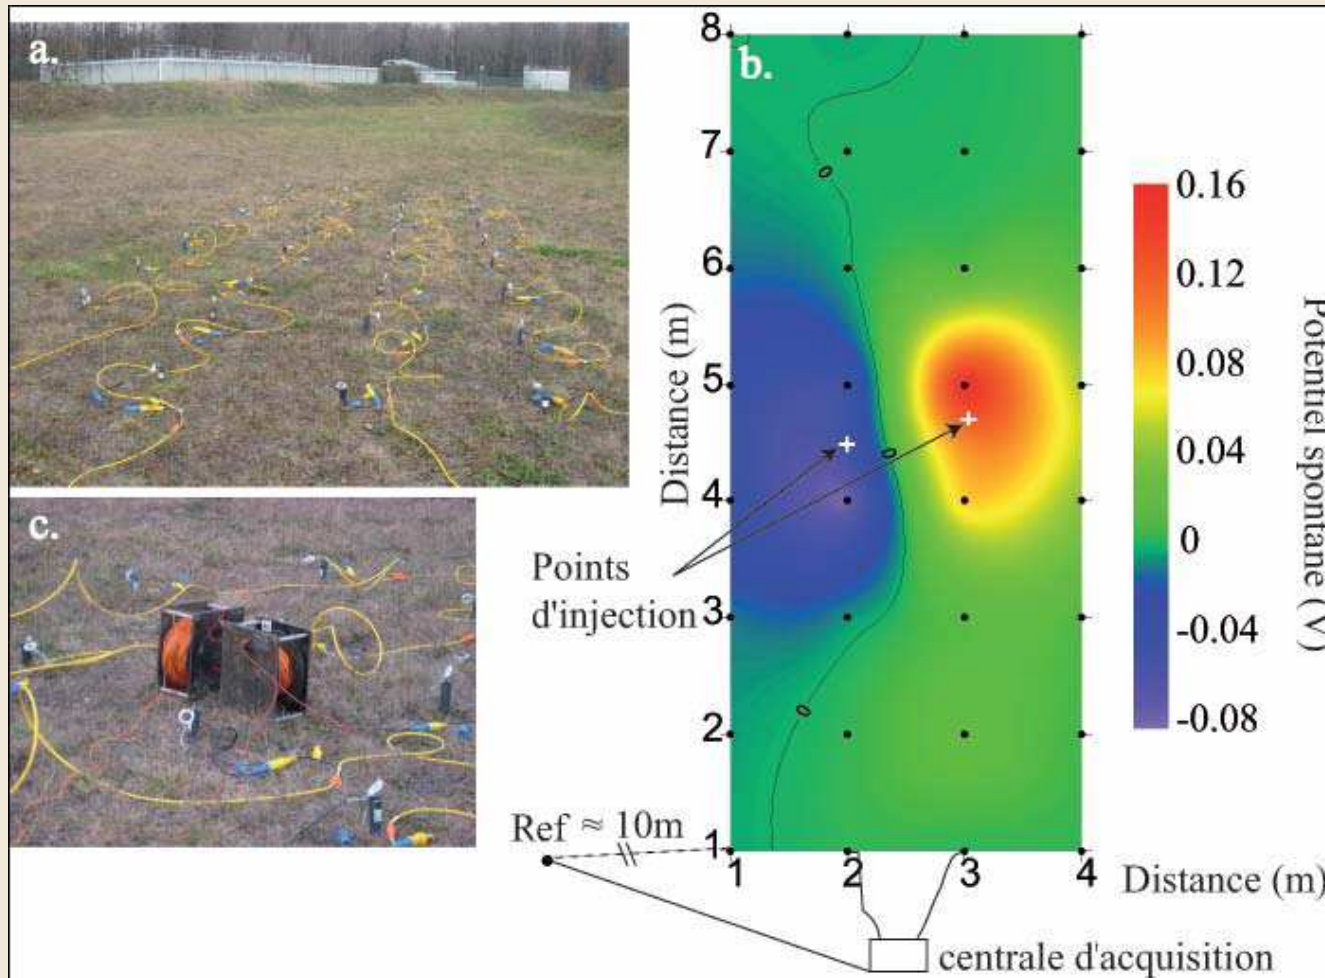 a.
b.
c.
8
7
6
5
4
3
2
1
Distance (m)
0
0
0
Points
d'injection
Ref ≈ 10m
1
2
3
4
Distance (m)
centrale d'acquisition
0.16
0.12
0.08
0.04
0
-0.04
-0.08
Potentiel spontane (V)